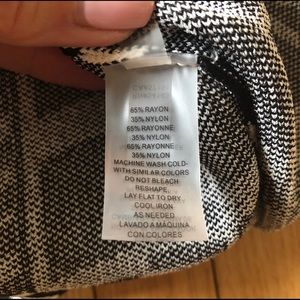 65% RAYON
35% NYLON
65% RAYONNE
35% NYLON
65% RAYONNE
35% NYLON
MACHINE WASH COLD-
WITH SIMILAR COLORS
DO NOT BLEACH
RESHAPE,
LAY FLAT TO DRY
COOL IRON
AS NEEDED
LAVADO A MAQUINA
CON COLORES